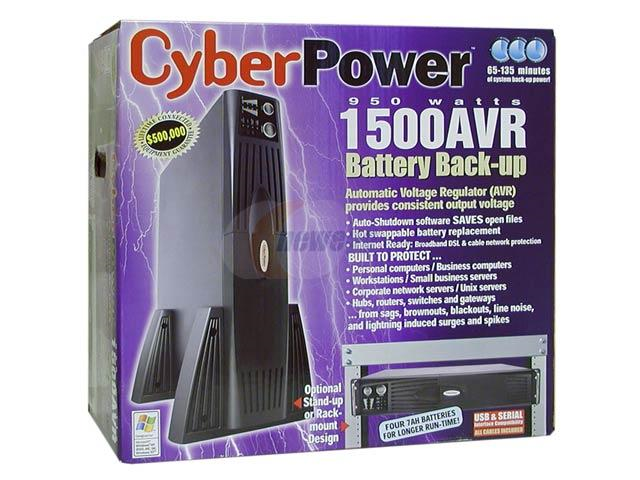 CyberPower
65-135 minutes
of system back-up power!
950 watts
1500AVR
Battery Back-up
$500,000
Automatic Voltage Regulator (AVR)
provides consistent output voltage
• Auto-Shutdown software SAVES open files
• Hot swappable battery replacement
• Internet Ready: Broadband DSL & cable network protection
BUILT TO PROTECT...
• Personal computers / Business computers
• Workstations / Small business servers
• Corporate network servers / Unix servers
• Hubs, routers, switches and gateways
... from sags, brownouts, blackouts, line noise,
and lightning induced surges and spikes
Optional
Stand-up
or Rack-
mount
Design
FOUR 7AH BATTERIES
FOR LONGER RUN-TIME!
USB & SERIAL
Interface Compatibility
ALL CABLES INCLUDED
1500AVR